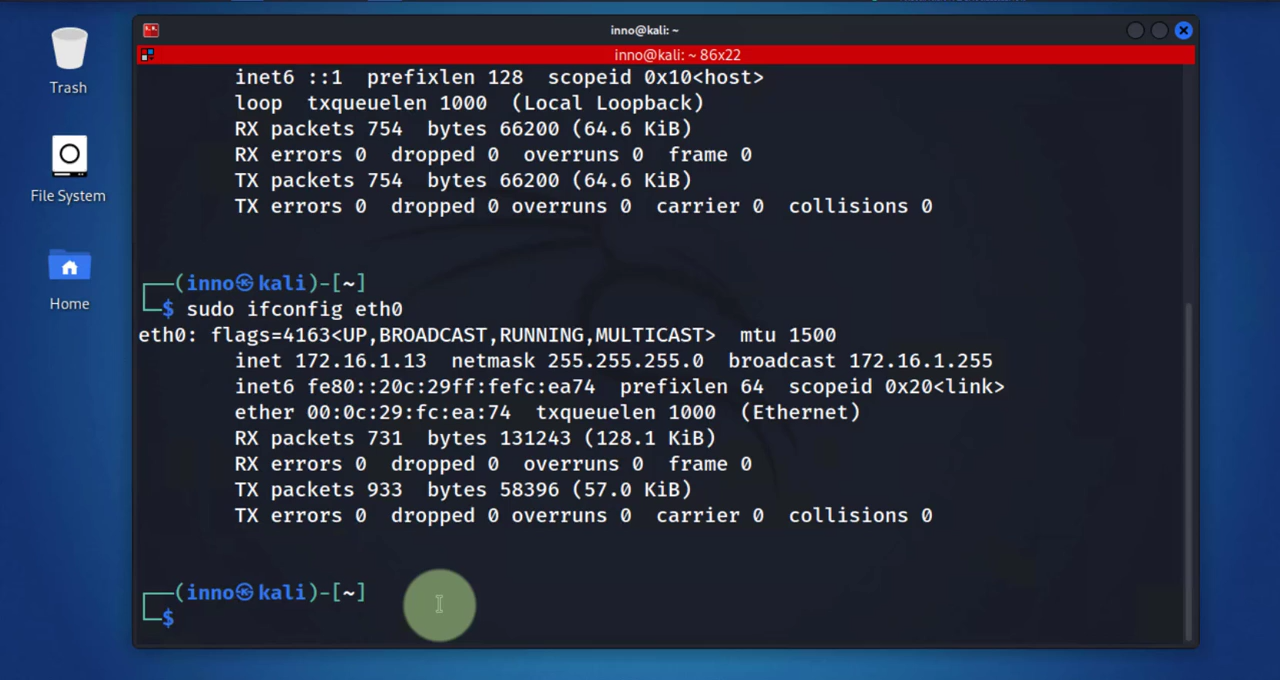 inno@kali: ~
inno@kali: ~ 86x22
Trash
File System
Home
inet6 ::1 prefixlen 128 scopeid 0x10<host>
loop txqueuelen 1000 (Local Loopback)
RX packets 754 bytes 66200 (64.6 KiB)
RX errors 0 dropped 0 overruns 0 frame 0
TX packets 754 bytes 66200 (64.6 KiB)
TX errors 0 dropped 0 overruns 0 carrier 0 collisions 0
┌──(inno㉿kali)-[~]
└─$ sudo ifconfig eth0
eth0: flags=4163<UP,BROADCAST,RUNNING,MULTICAST> mtu 1500
inet 172.16.1.13 netmask 255.255.255.0 broadcast 172.16.1.255
inet6 fe80::20c:29ff:fefc:ea74 prefixlen 64 scopeid 0x20<link>
ether 00:0c:29:fc:ea:74 txqueuelen 1000 (Ethernet)
RX packets 731 bytes 131243 (128.1 KiB)
RX errors 0 dropped 0 overruns 0 frame 0
TX packets 933 bytes 58396 (57.0 KiB)
TX errors 0 dropped 0 overruns 0 carrier 0 collisions 0
┌──(inno㉿kali)-[~]
└─$